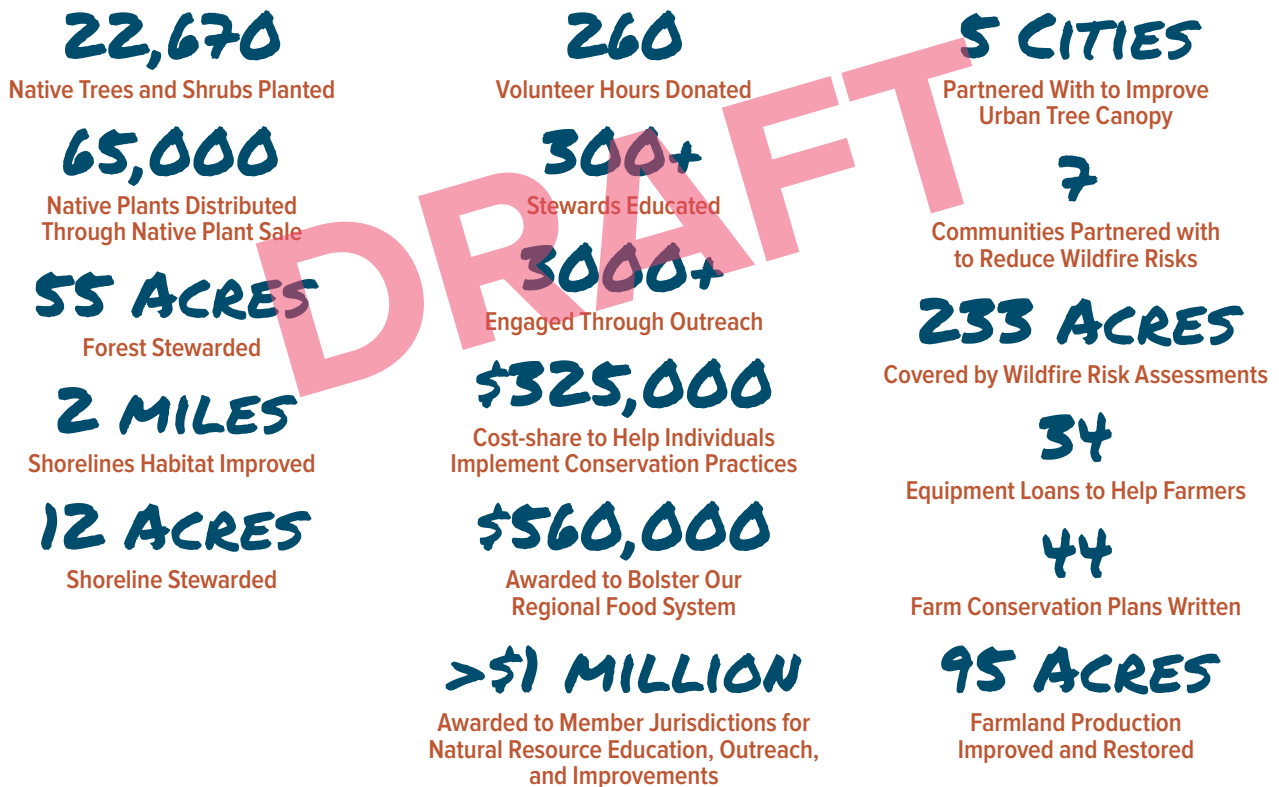 22,670
Native Trees and Shrubs Planted
65,000
Native Plants Distributed
Through Native Plant Sale
55 Acres
Forest Stewarded
2 miles
Shorelines Habitat Improved
12 Acres
Shoreline Stewarded
260
Volunteer Hours Donated
300+
Stewards Educated
3000+
Engaged Through Outreach
$325,000
Cost-share to Help Individuals
Implement Conservation Practices
$560,000
Awarded to Bolster Our
Regional Food System
>$1 million
Awarded to Member Jurisdictions for
Natural Resource Education, Outreach,
and Improvements
5 Cities
Partnered With to Improve
Urban Tree Canopy
7
Communities Partnered with
to Reduce Wildfire Risks
233 Acres
Covered by Wildfire Risk Assessments
34
Equipment Loans to Help Farmers
44
Farm Conservation Plans Written
95 Acres
Farmland Production
Improved and Restored
DRAFT